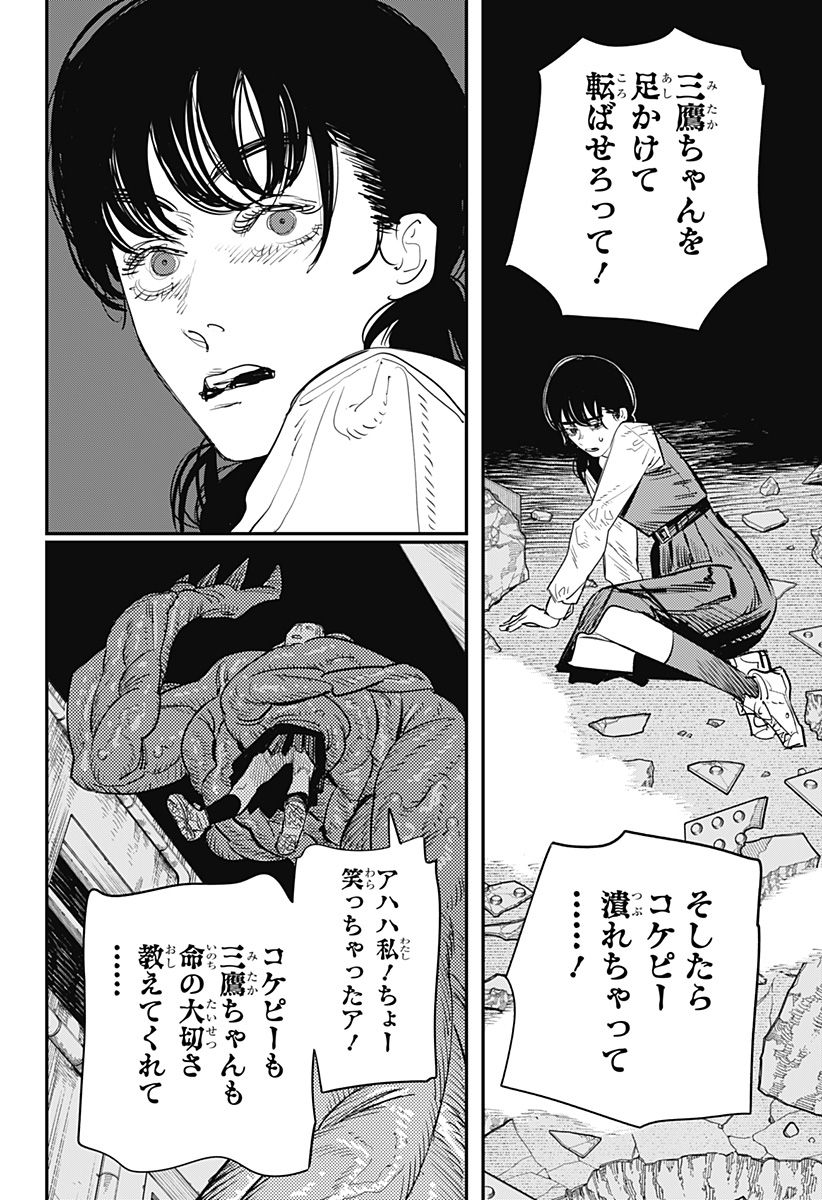 三鷹ちゃんを
足かけて
転ばせろって！
そしたら
コケピー
潰れちゃって
……！
アハハ私！ちょー
笑っちゃったア！
コケピーも
三鷹ちゃんも
命の大切さ
教えてくれて
……